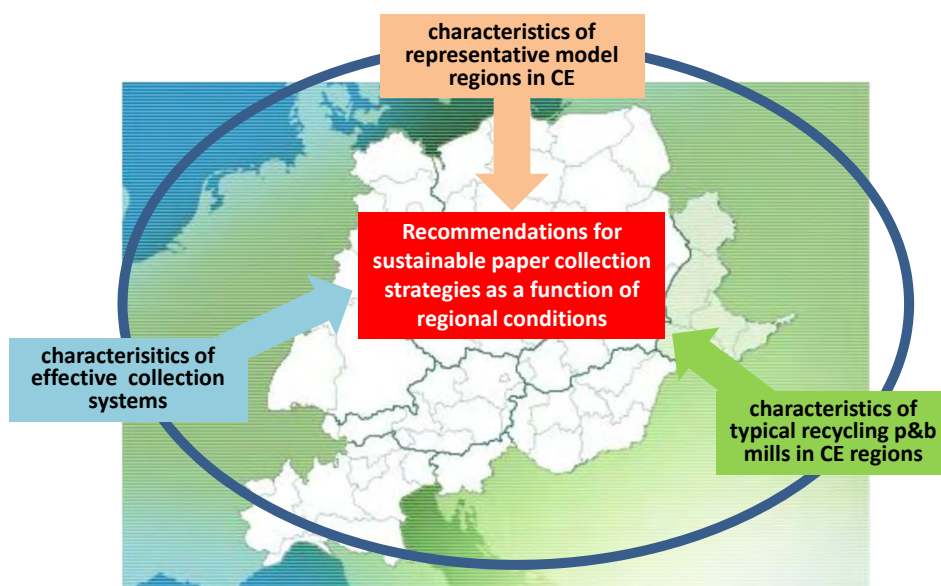 characteristics of
representative model
regions in CE
Recommendations for
sustainable paper collection
strategies as a function of
regional conditions
characterisitics of
effective collection
systems
characteristics of
typical recycling p&b
mills in CE regions